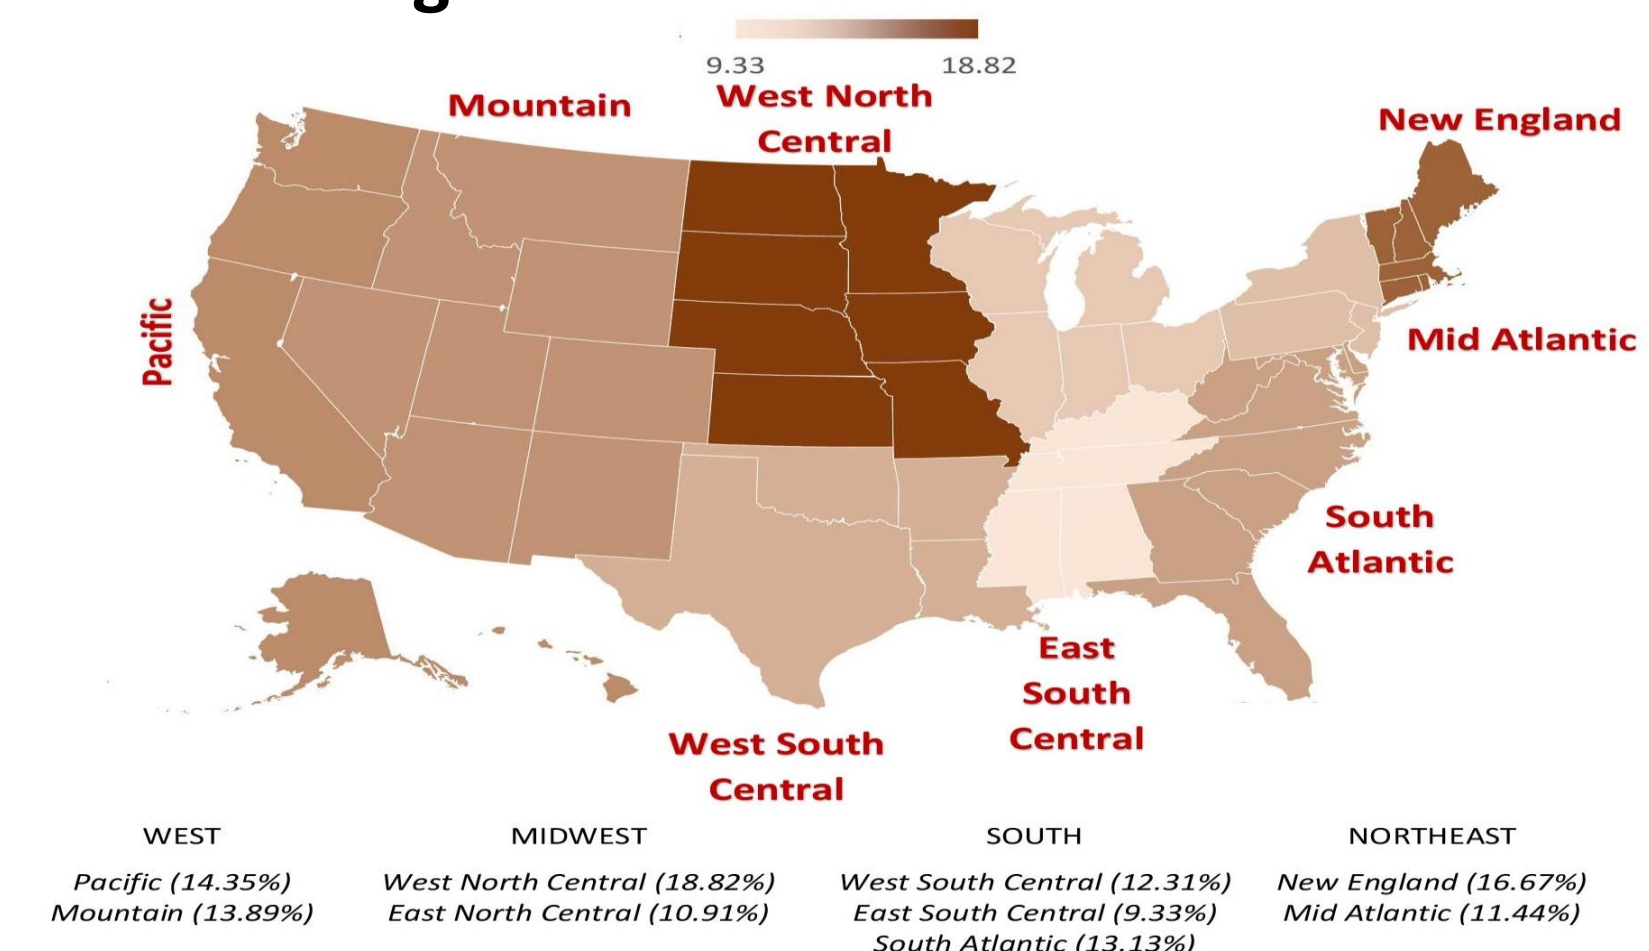 9.33 18.82
Mountain
West North
Central
New England
Pacific
Mid Atlantic
South
Atlantic
East
South
Central
West South
Central
WEST
Pacific (14.35%)
Mountain (13.89%)
MIDWEST
West North Central (18.82%)
East North Central (10.91%)
SOUTH
West South Central (12.31%)
East South Central (9.33%)
South Atlantic (13.13%)
NORTHEAST
New England (16.67%)
Mid Atlantic (11.44%)